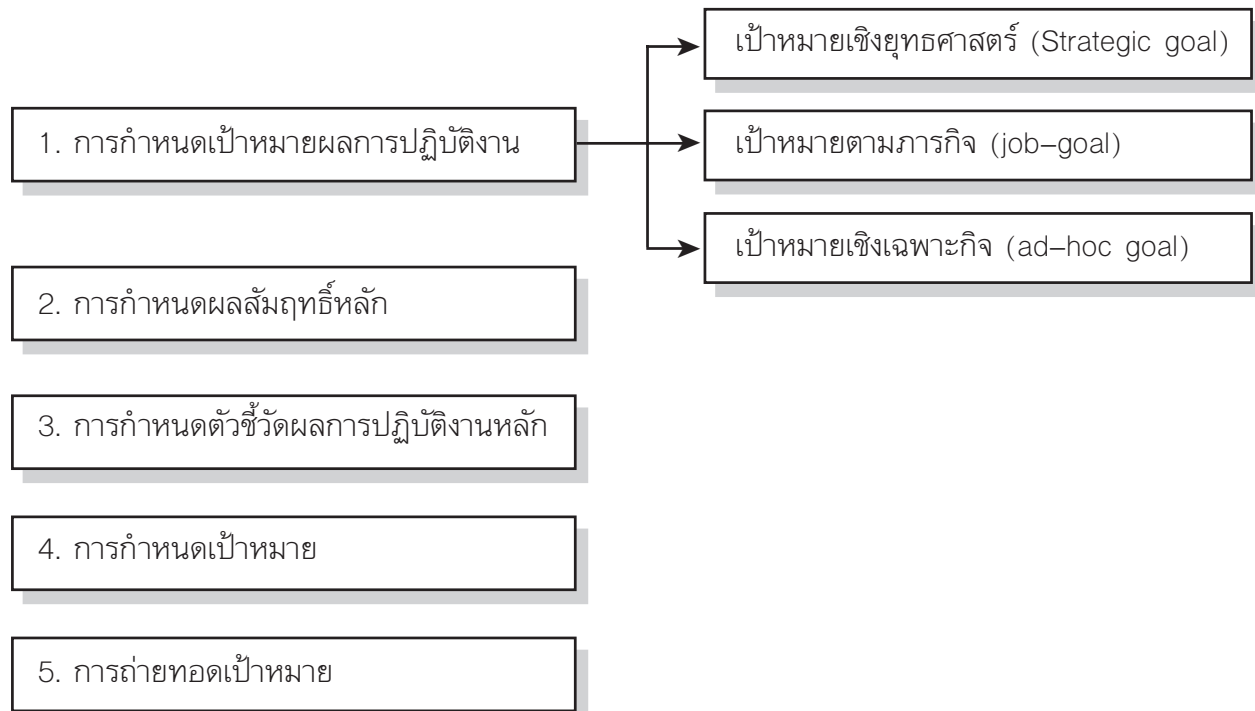 1. การกำหนดเป้าหมายผลการปฏิบัติงาน
เป้าหมายเชิงยุทธศาสตร์ (Strategic goal)
เป้าหมายตามภารกิจ (job–goal)
เป้าหมายเชิงเฉพาะกิจ (ad–hoc goal)
2. การกำหนดผลสัมฤทธิ์หลัก
3. การกำหนดตัวชี้วัดผลการปฏิบัติงานหลัก
4. การกำหนดเป้าหมาย
5. การถ่ายทอดเป้าหมาย